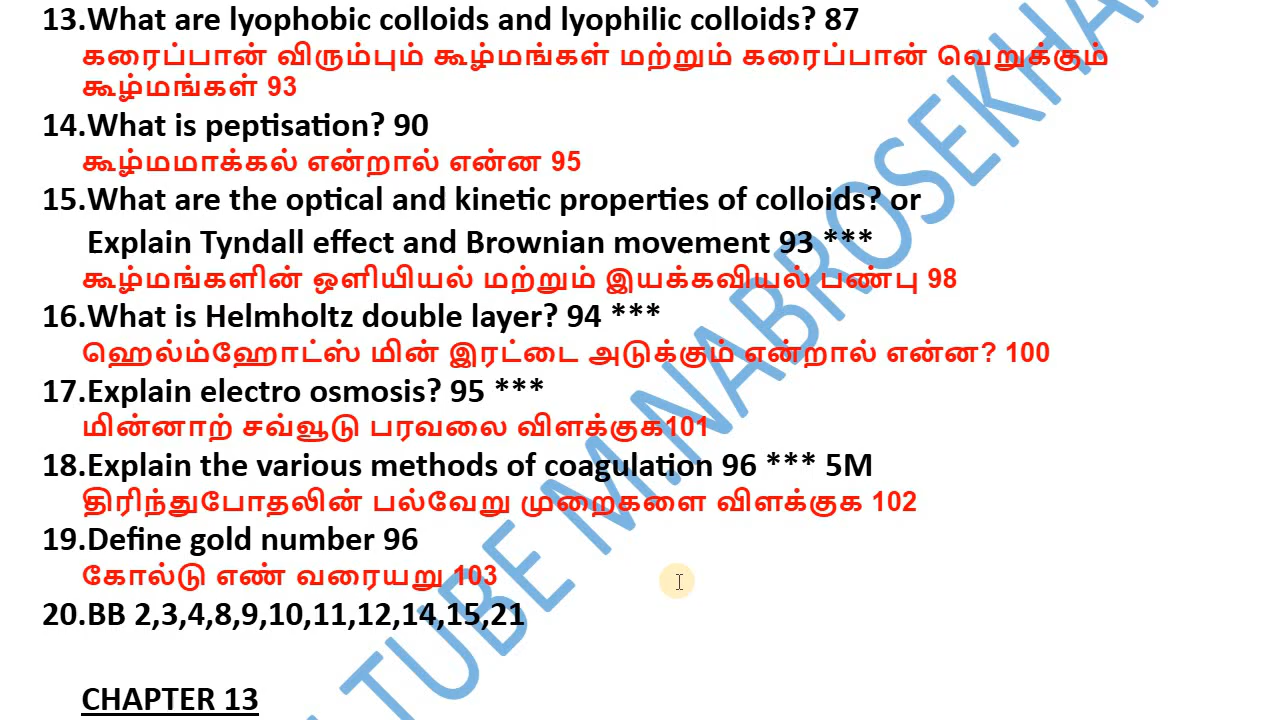 13.What are lyophobic colloids and lyophilic colloids? 87
கரைப்பான் விரும்பும் கூழ்மங்கள் மற்றும் கரைப்பான் வெறுக்கும்
கூழ்மங்கள் 93
14.What is peptisation? 90
கூழ்மமாக்கல் என்றால் என்ன 95
15.What are the optical and kinetic properties of colloids? or
Explain Tyndall effect and Brownian movement 93 ***
கூழ்மங்களின் ஒளியியல் மற்றும் இயக்கவியல் பண்பு 98
16.What is Helmholtz double layer? 94 ***
ஹெல்ம்ஹோட்ஸ் மின் இரட்டை அடுக்கும் என்றால் என்ன? 100
17.Explain electro osmosis? 95 ***
மின்னாற் சவ்வூடு பரவலை விளக்குக101
18.Explain the various methods of coagulation 96 *** 5M
திரிந்துபோதலின் பல்வேறு முறைகளை விளக்குக 102
19.Define gold number 96
கோல்டு எண் வரையறு 103
20.BB 2,3,4,8,9,10,11,12,14,15,21
CHAPTER 13
TUBE M.NABROSEKHAN